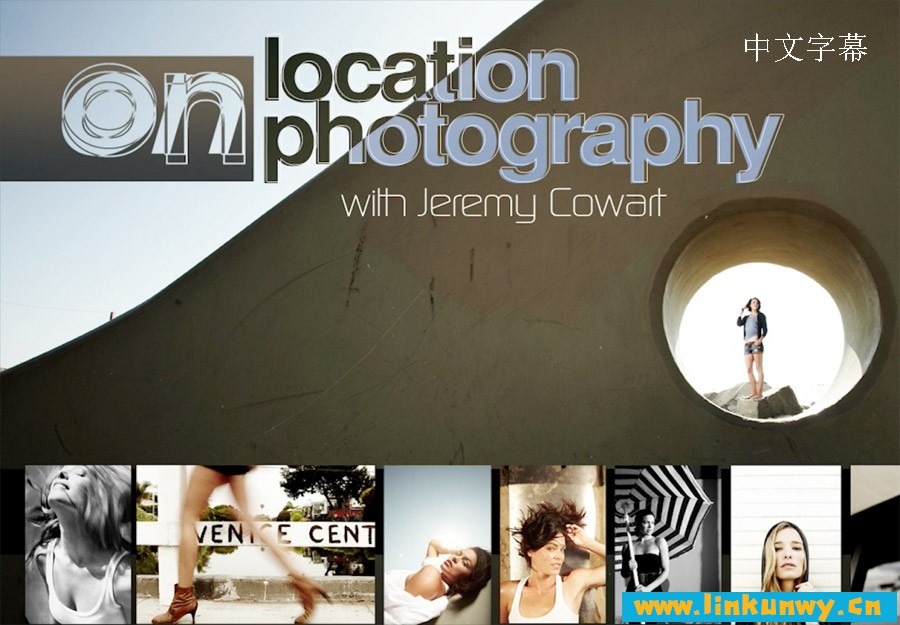 中文字幕
on location
photography
with Jeremy Cowart
VENICE CENT
www.linkunwy.cn